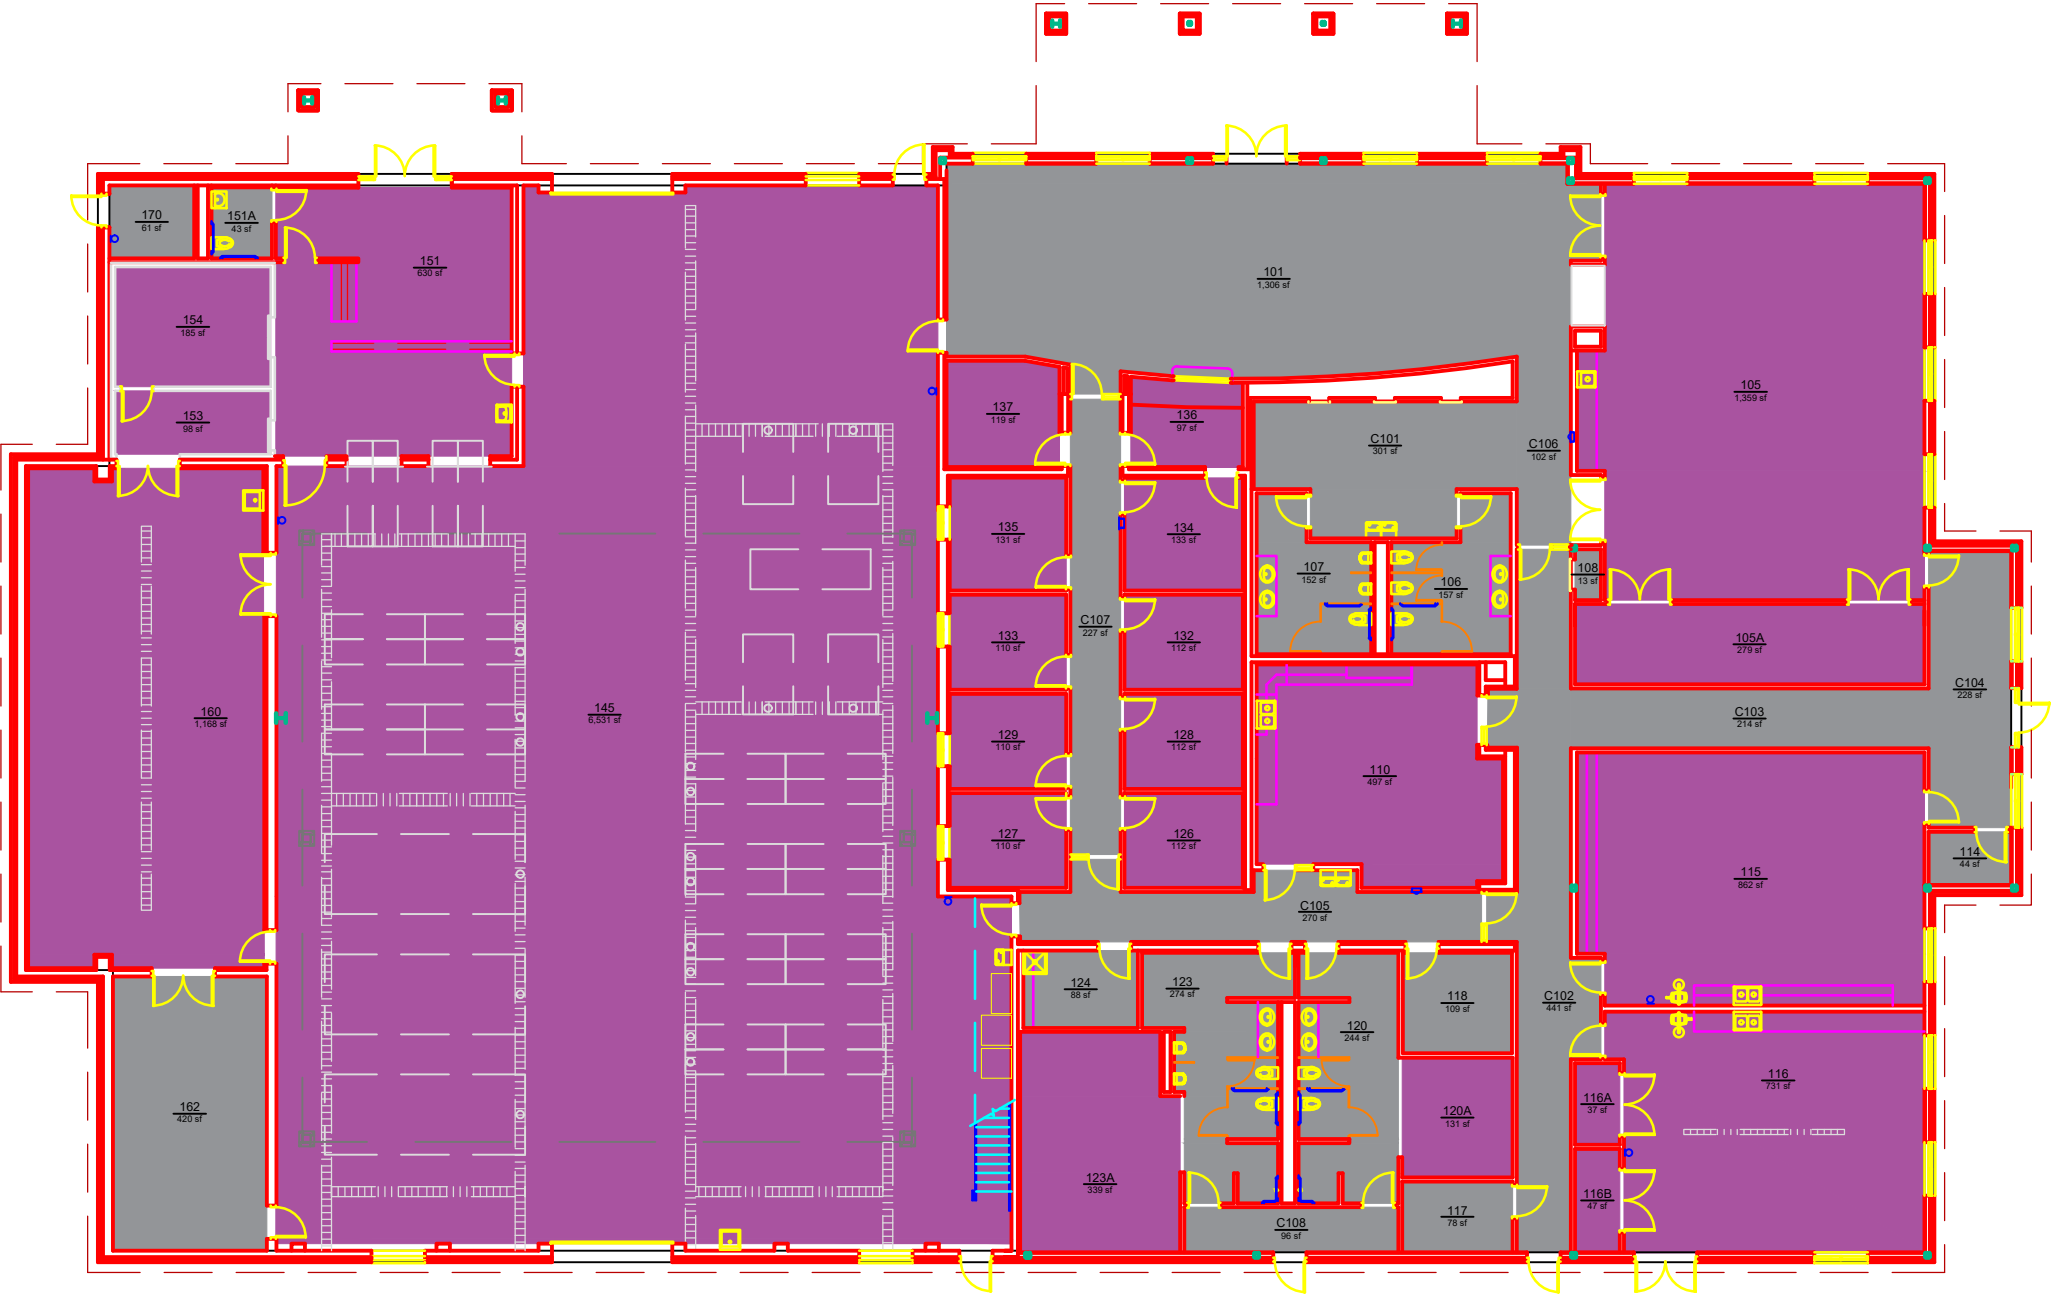 170
61 sf
151A
43 sf
151
630 sf
101
1,306 sf
154
185 sf
153
98 sf
137
119 sf
136
97 sf
C101
301 sf
C106
102 sf
105
1,359 sf
135
131 sf
134
133 sf
107
152 sf
106
157 sf
108
13 sf
133
110 sf
C107
227 sf
132
112 sf
105A
279 sf
C104
228 sf
160
1,168 sf
145
6,531 sf
129
110 sf
128
112 sf
C103
214 sf
110
497 sf
127
110 sf
126
112 sf
115
862 sf
114
44 sf
C105
270 sf
124
88 sf
123
274 sf
118
109 sf
C102
441 sf
120
244 sf
116
731 sf
162
420 sf
120A
131 sf
116A
37 sf
123A
339 sf
116B
47 sf
C108
96 sf
117
78 sf